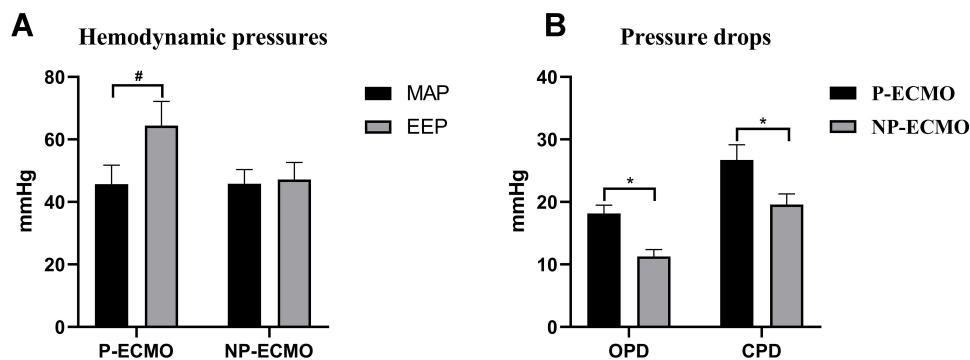 A
Hemodynamic pressures
mmHg
80
60
40
20
0
#
P-ECMO
NP-ECMO
MAP
EEP
B
Pressure drops
mmHg
40
30
20
10
0
*
*
OPD
CPD
P-ECMO
NP-ECMO